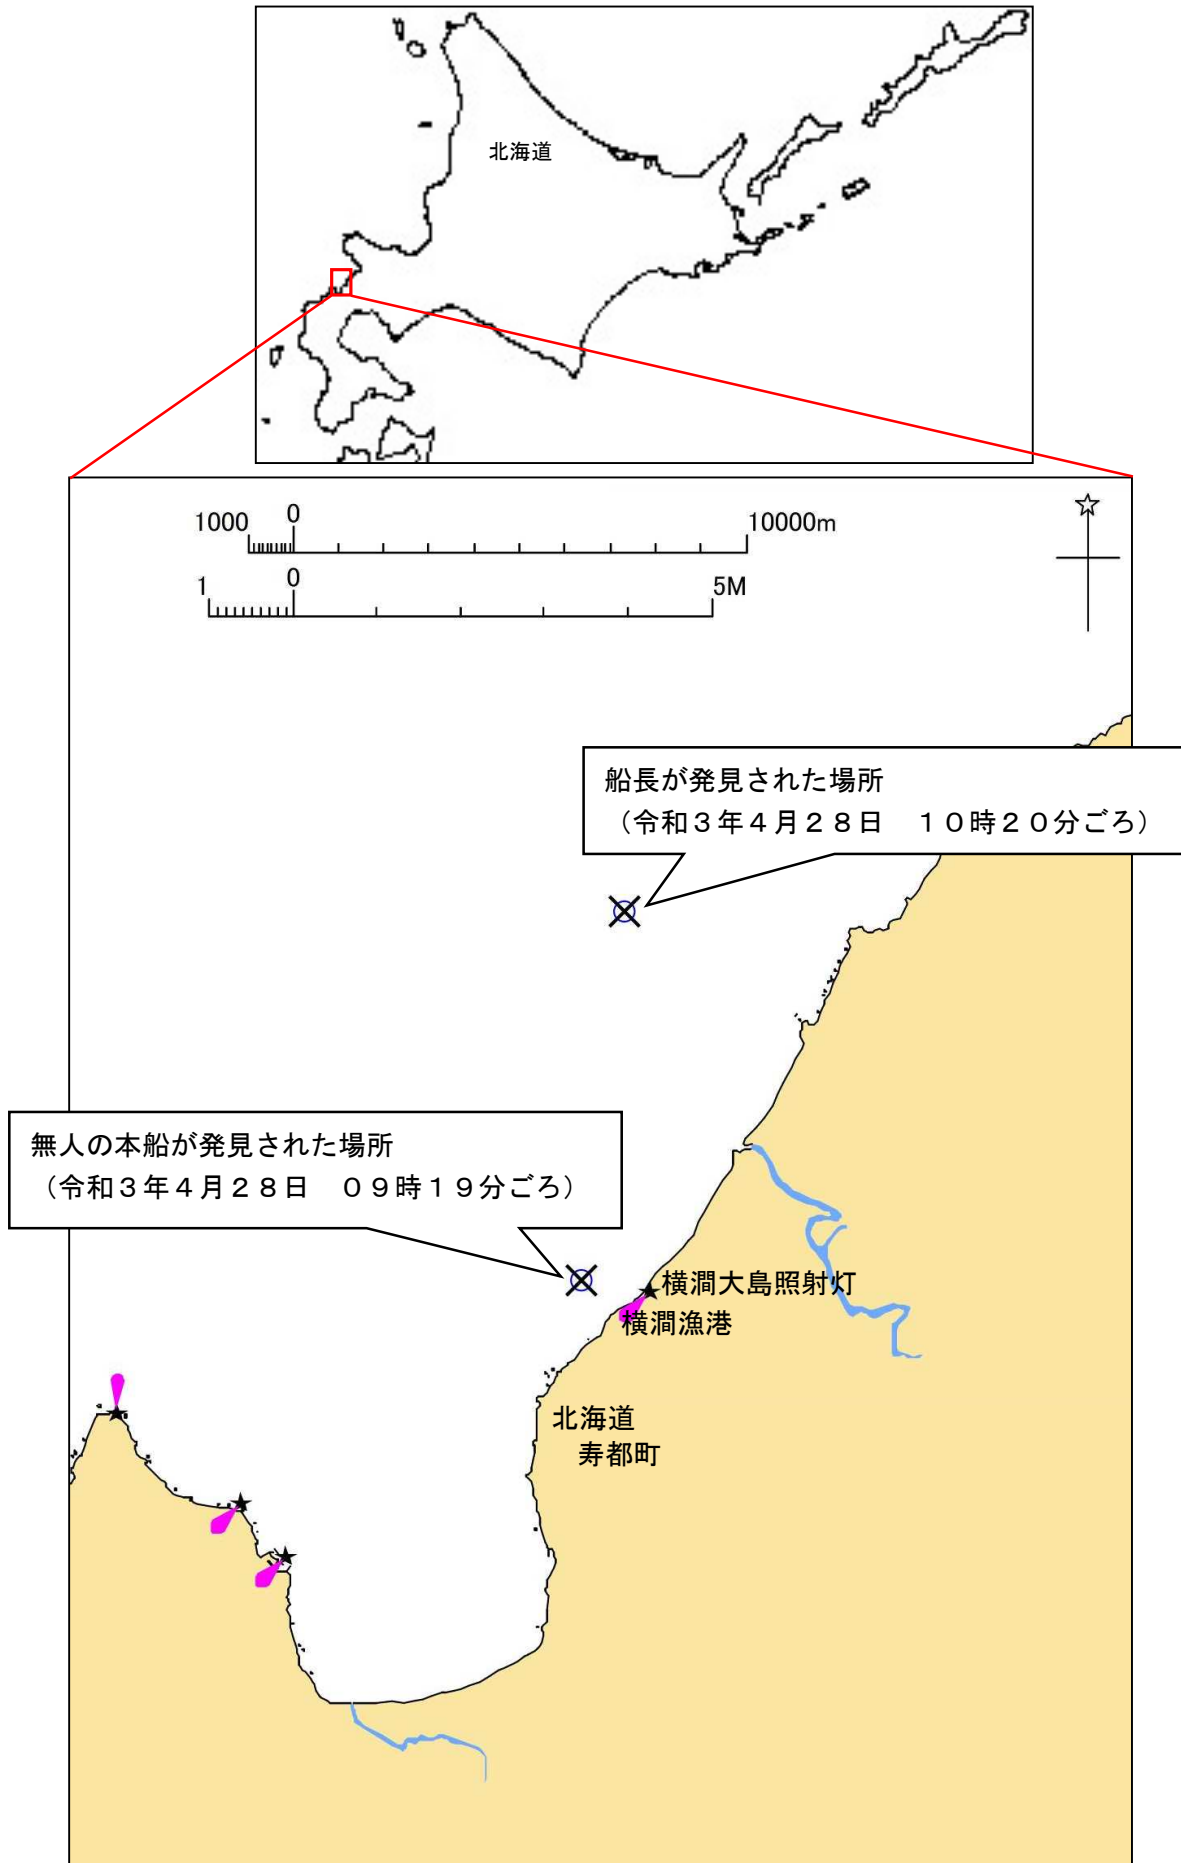 北海道
1000 0 10000m
1 0 5M
船長が発見された場所
(令和3年4月28日 10時20分ごろ)
無人の本船が発見された場所
(令和3年4月28日 09時19分ごろ)
横澗大島照射灯
横澗漁港
北海道
寿都町